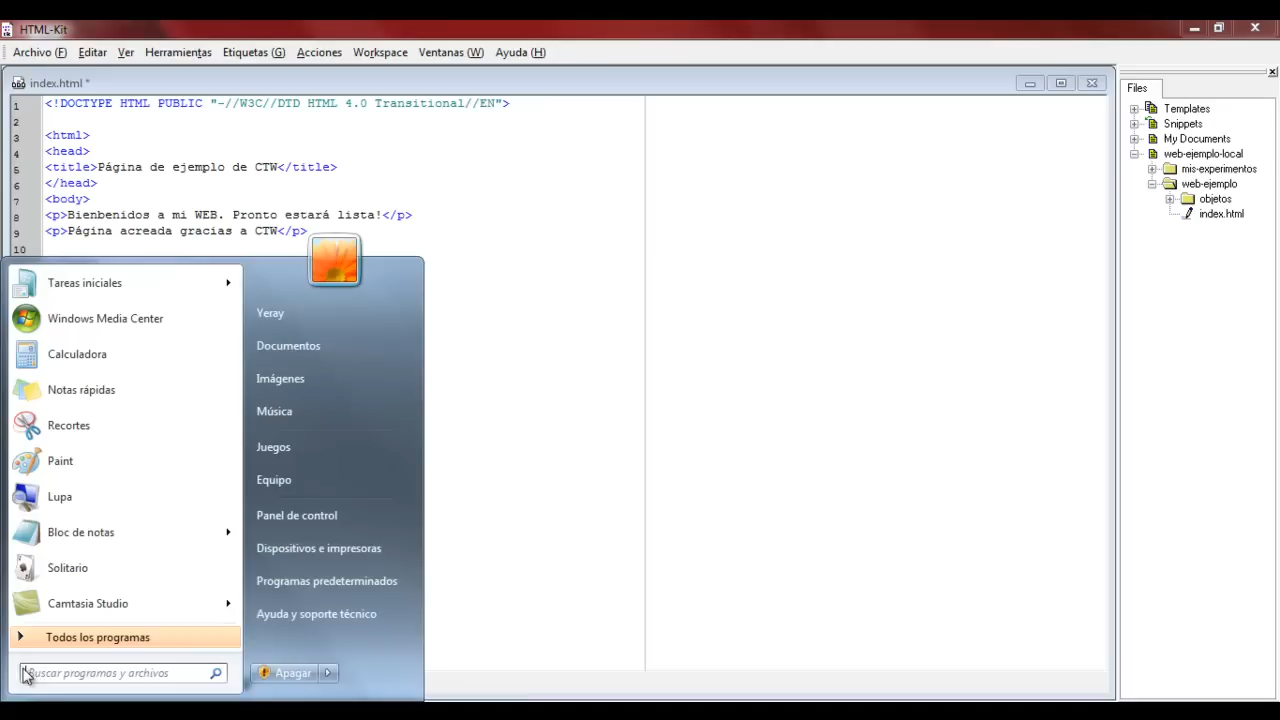 HTML-Kit
Archivo (F) Editar Ver Herramientas Etiquetas (G) Acciones Workspace Ventanas (W) Ayuda (H)
index.html *
1 <!DOCTYPE HTML PUBLIC "-//W3C//DTD HTML 4.0 Transitional//EN">
2
3 <html>
4 <head>
5 <title>Página de ejemplo de CTW</title>
6 </head>
7 <body>
8 <p>Bienbenidos a mi WEB. Pronto estará lista!</p>
9 <p>Página acreada gracias a CTW</p>
10
Tareas iniciales
Windows Media Center
Calculadora
Notas rápidas
Recortes
Paint
Lupa
Bloc de notas
Solitario
Camtasia Studio
Todos los programas
Buscar programas y archivos
Yeray
Documentos
Imágenes
Música
Juegos
Equipo
Panel de control
Dispositivos e impresoras
Programas predeterminados
Ayuda y soporte técnico
Apagar
Files
Templates
Snippets
My Documents
web-ejemplo-local
mis-experimentos
web-ejemplo
objetos
index.html